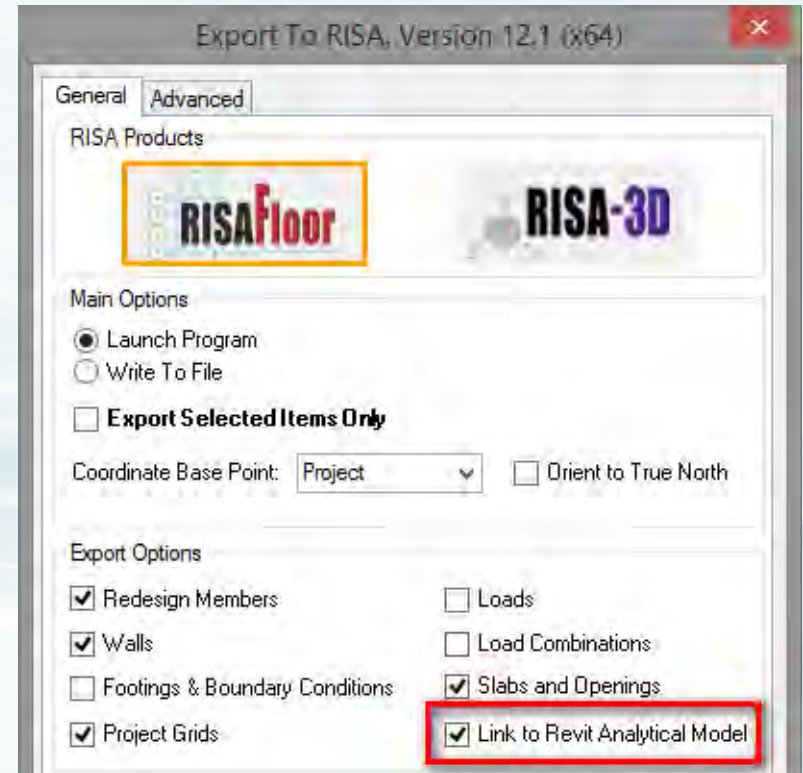 Export To RISA, Version 12.1 (x64)
General Advanced
RISA Products
RISAFloor RISA-3D
Main Options
Launch Program
Write To File
Export Selected Items Only
Coordinate Base Point: Project Orient to True North
Export Options
Redesign Members Loads
Walls Load Combinations
Footings & Boundary Conditions Slabs and Openings
Project Grids Link to Revit Analytical Model